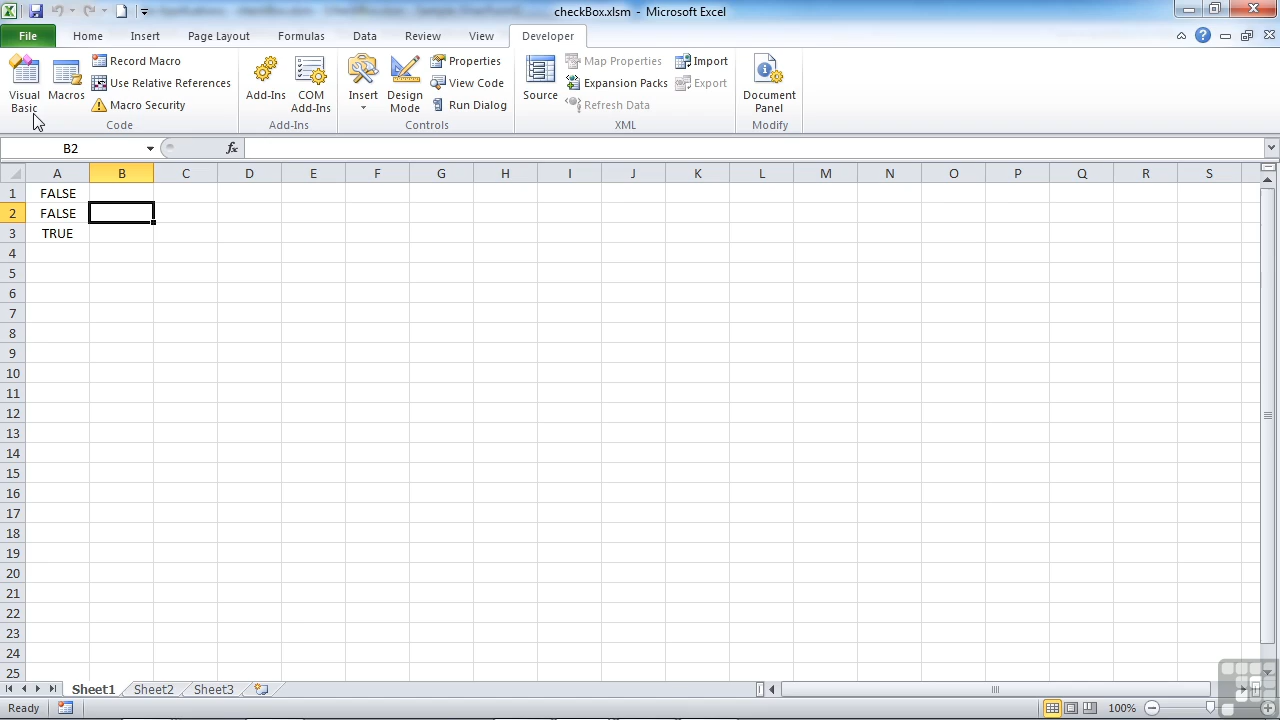 checkBox.xlsm - Microsoft Excel
File Home Insert Page Layout Formulas Data Review View Developer
Visual Basic
Macros
Record Macro
Use Relative References
Macro Security
Code
Add-Ins
COM Add-Ins
Add-Ins
Insert
Design Mode
Properties
View Code
Run Dialog
Controls
Source
Map Properties
Expansion Packs
Refresh Data
Import
Export
XML
Document Panel
Modify
B2
fx
A B C D E F G H I J K L M N O P Q R S
1 FALSE
2 FALSE
3 TRUE
4
5
6
7
8
9
10
11
12
13
14
15
16
17
18
19
20
21
22
23
24
25
Sheet1 Sheet2 Sheet3
Ready
100%